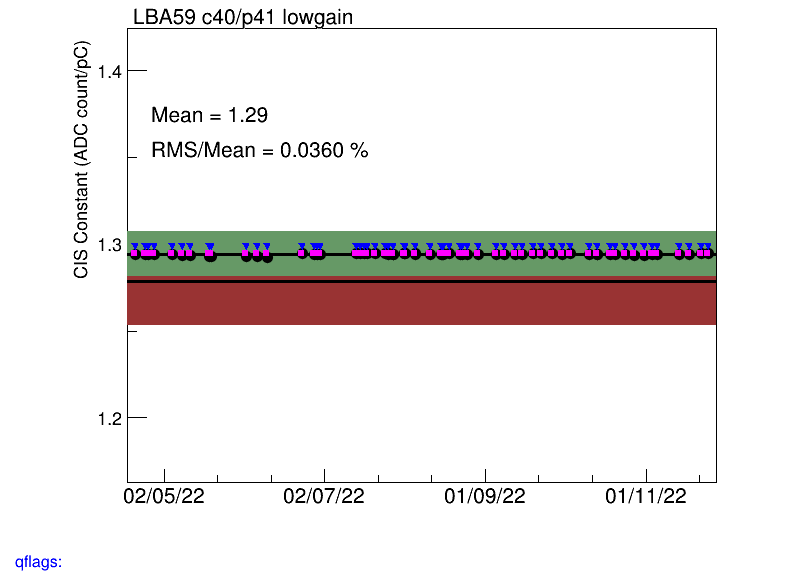 LBA59 c40/p41 lowgain
CIS Constant (ADC count/pC)
1.4
Mean = 1.29
RMS/Mean = 0.0360 %
1.3
1.2
02/05/22 02/07/22 01/09/22 01/11/22
qflags: